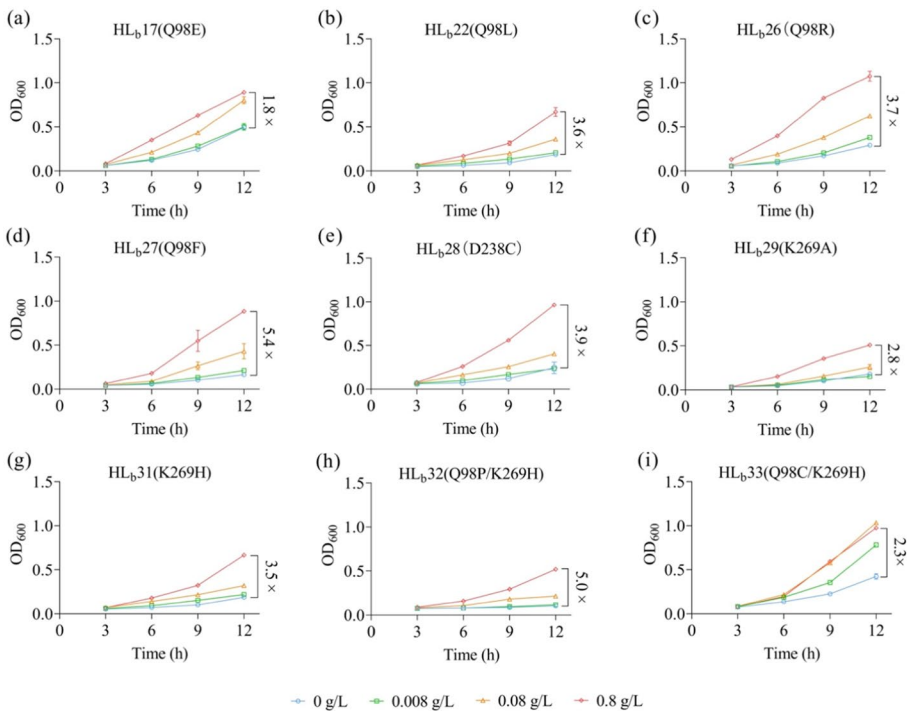 (a) HLb17(Q98E)
1.5
1.0
0.5
0.0
OD600
0 3 6 9 12
Time (h)
1.8 ×
(b) HLb22(Q98L)
1.5
1.0
0.5
0.0
OD600
0 3 6 9 12
Time (h)
3.6 ×
(c) HLb26(Q98R)
1.5
1.0
0.5
0.0
OD600
0 3 6 9 12
Time (h)
3.7 ×
(d) HLb27(Q98F)
1.5
1.0
0.5
0.0
OD600
0 3 6 9 12
Time (h)
5.4 ×
(e) HLb28(D238C)
1.5
1.0
0.5
0.0
OD600
0 3 6 9 12
Time (h)
3.9 ×
(f) HLb29(K269A)
1.5
1.0
0.5
0.0
OD600
0 3 6 9 12
Time (h)
2.8 ×
(g) HLb31(K269H)
1.5
1.0
0.5
0.0
OD600
0 3 6 9 12
Time (h)
3.5 ×
(h) HLb32(Q98P/K269H)
1.5
1.0
0.5
0.0
OD600
0 3 6 9 12
Time (h)
5.0 ×
(i) HLb33(Q98C/K269H)
1.5
1.0
0.5
0.0
OD600
0 3 6 9 12
Time (h)
2.3×
0 g/L 0.008 g/L 0.08 g/L 0.8 g/L